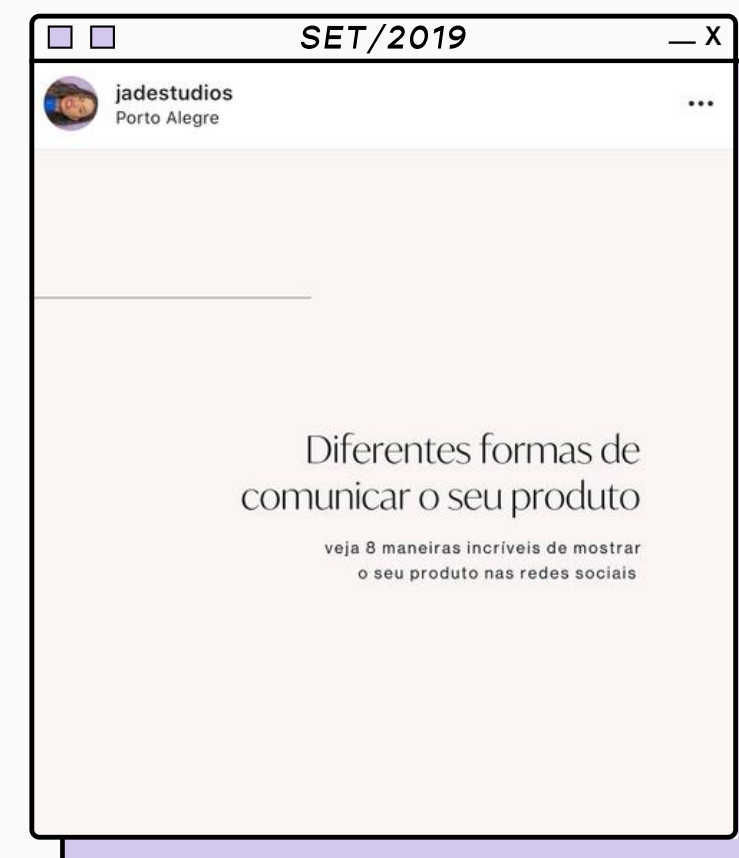 SET/2019
X
jadestudios
Porto Alegre
Diferentes formas de
comunicar o seu produto
veja 8 maneiras incríveis de mostrar
o seu produto nas redes sociais